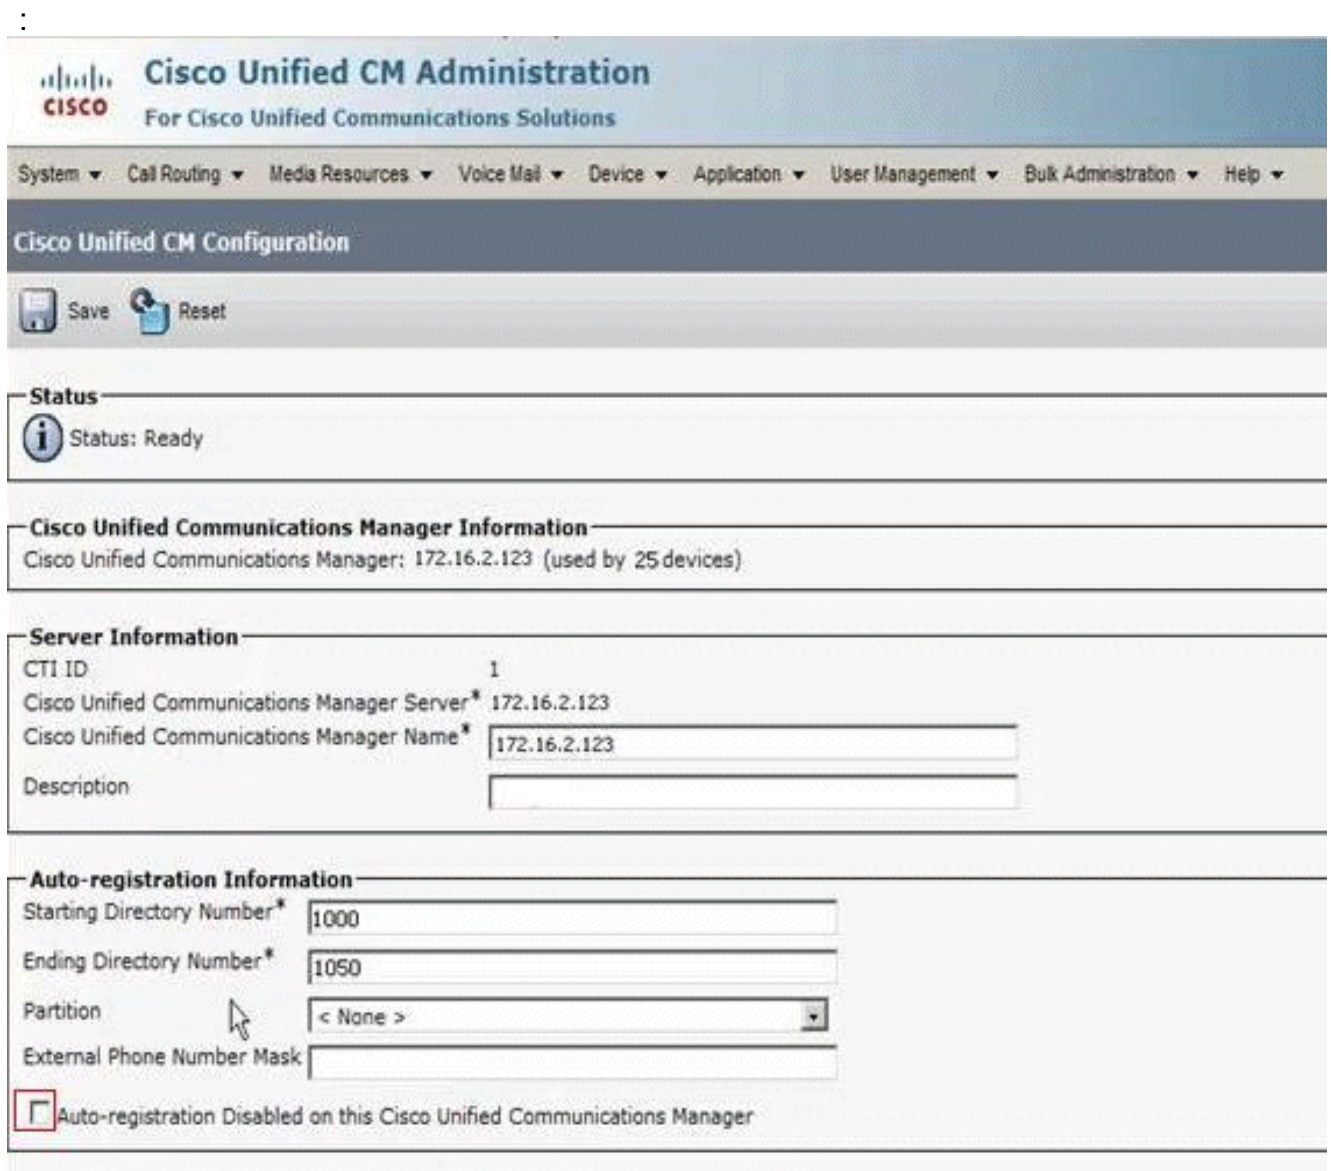 :
CISCO
Cisco Unified CM Administration
For Cisco Unified Communications Solutions
System Call Routing Media Resources Voice Mail Device Application User Management Bulk Administration Help
Cisco Unified CM Configuration
Save Reset
Status
Status: Ready
Cisco Unified Communications Manager Information
Cisco Unified Communications Manager: 172.16.2.123 (used by 25 devices)
Server Information
CTI ID 1
Cisco Unified Communications Manager Server* 172.16.2.123
Cisco Unified Communications Manager Name* 172.16.2.123
Description
Auto-registration Information
Starting Directory Number* 1000
Ending Directory Number* 1050
Partition < None >
External Phone Number Mask
Auto-registration Disabled on this Cisco Unified Communications Manager